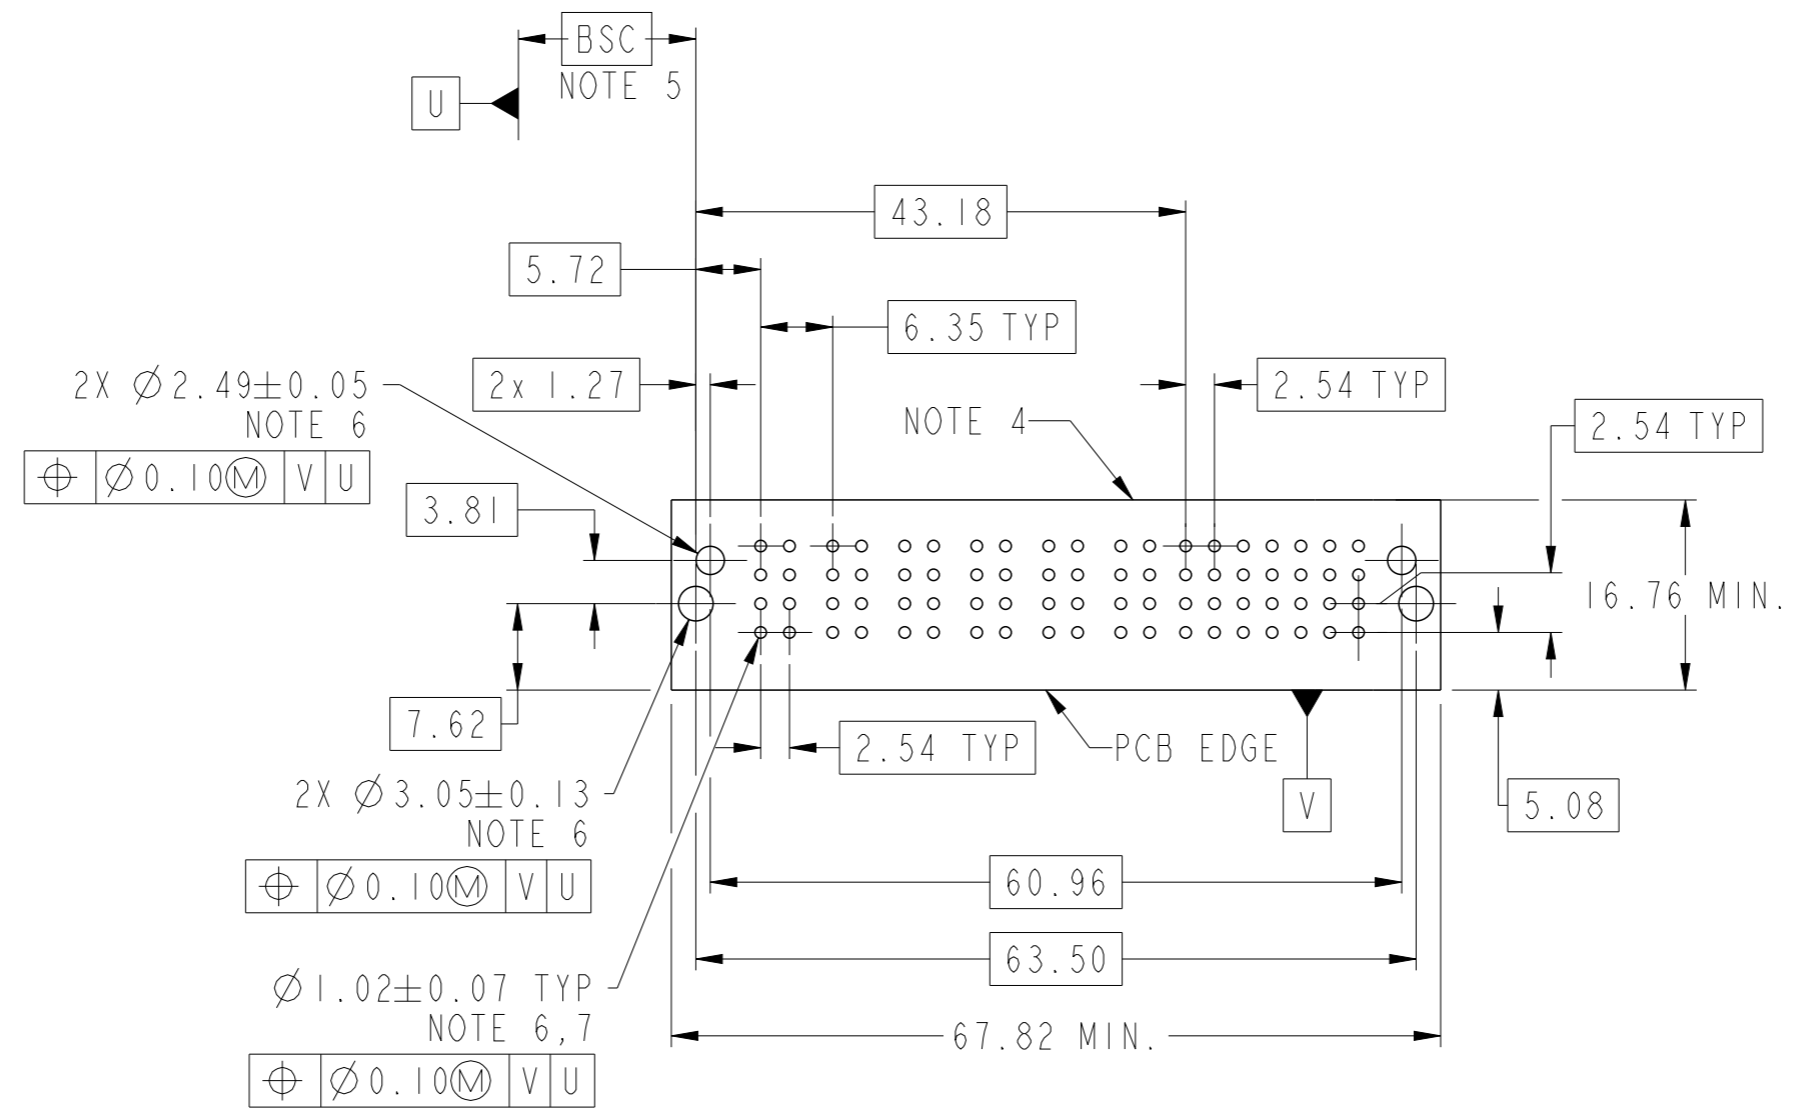 BSC
NOTE 5
U
43.18
5.72
6.35 TYP
2X Ø2.49±0.05
NOTE 6
⌖ Ø0.10Ⓜ V U
2x 1.27
2.54 TYP
NOTE 4
2.54 TYP
3.81
16.76 MIN.
7.62
2.54 TYP
PCB EDGE
V
5.08
2X Ø3.05±0.13
NOTE 6
⌖ Ø0.10Ⓜ V U
60.96
63.50
Ø1.02±0.07 TYP
NOTE 6,7
⌖ Ø0.10Ⓜ V U
67.82 MIN.